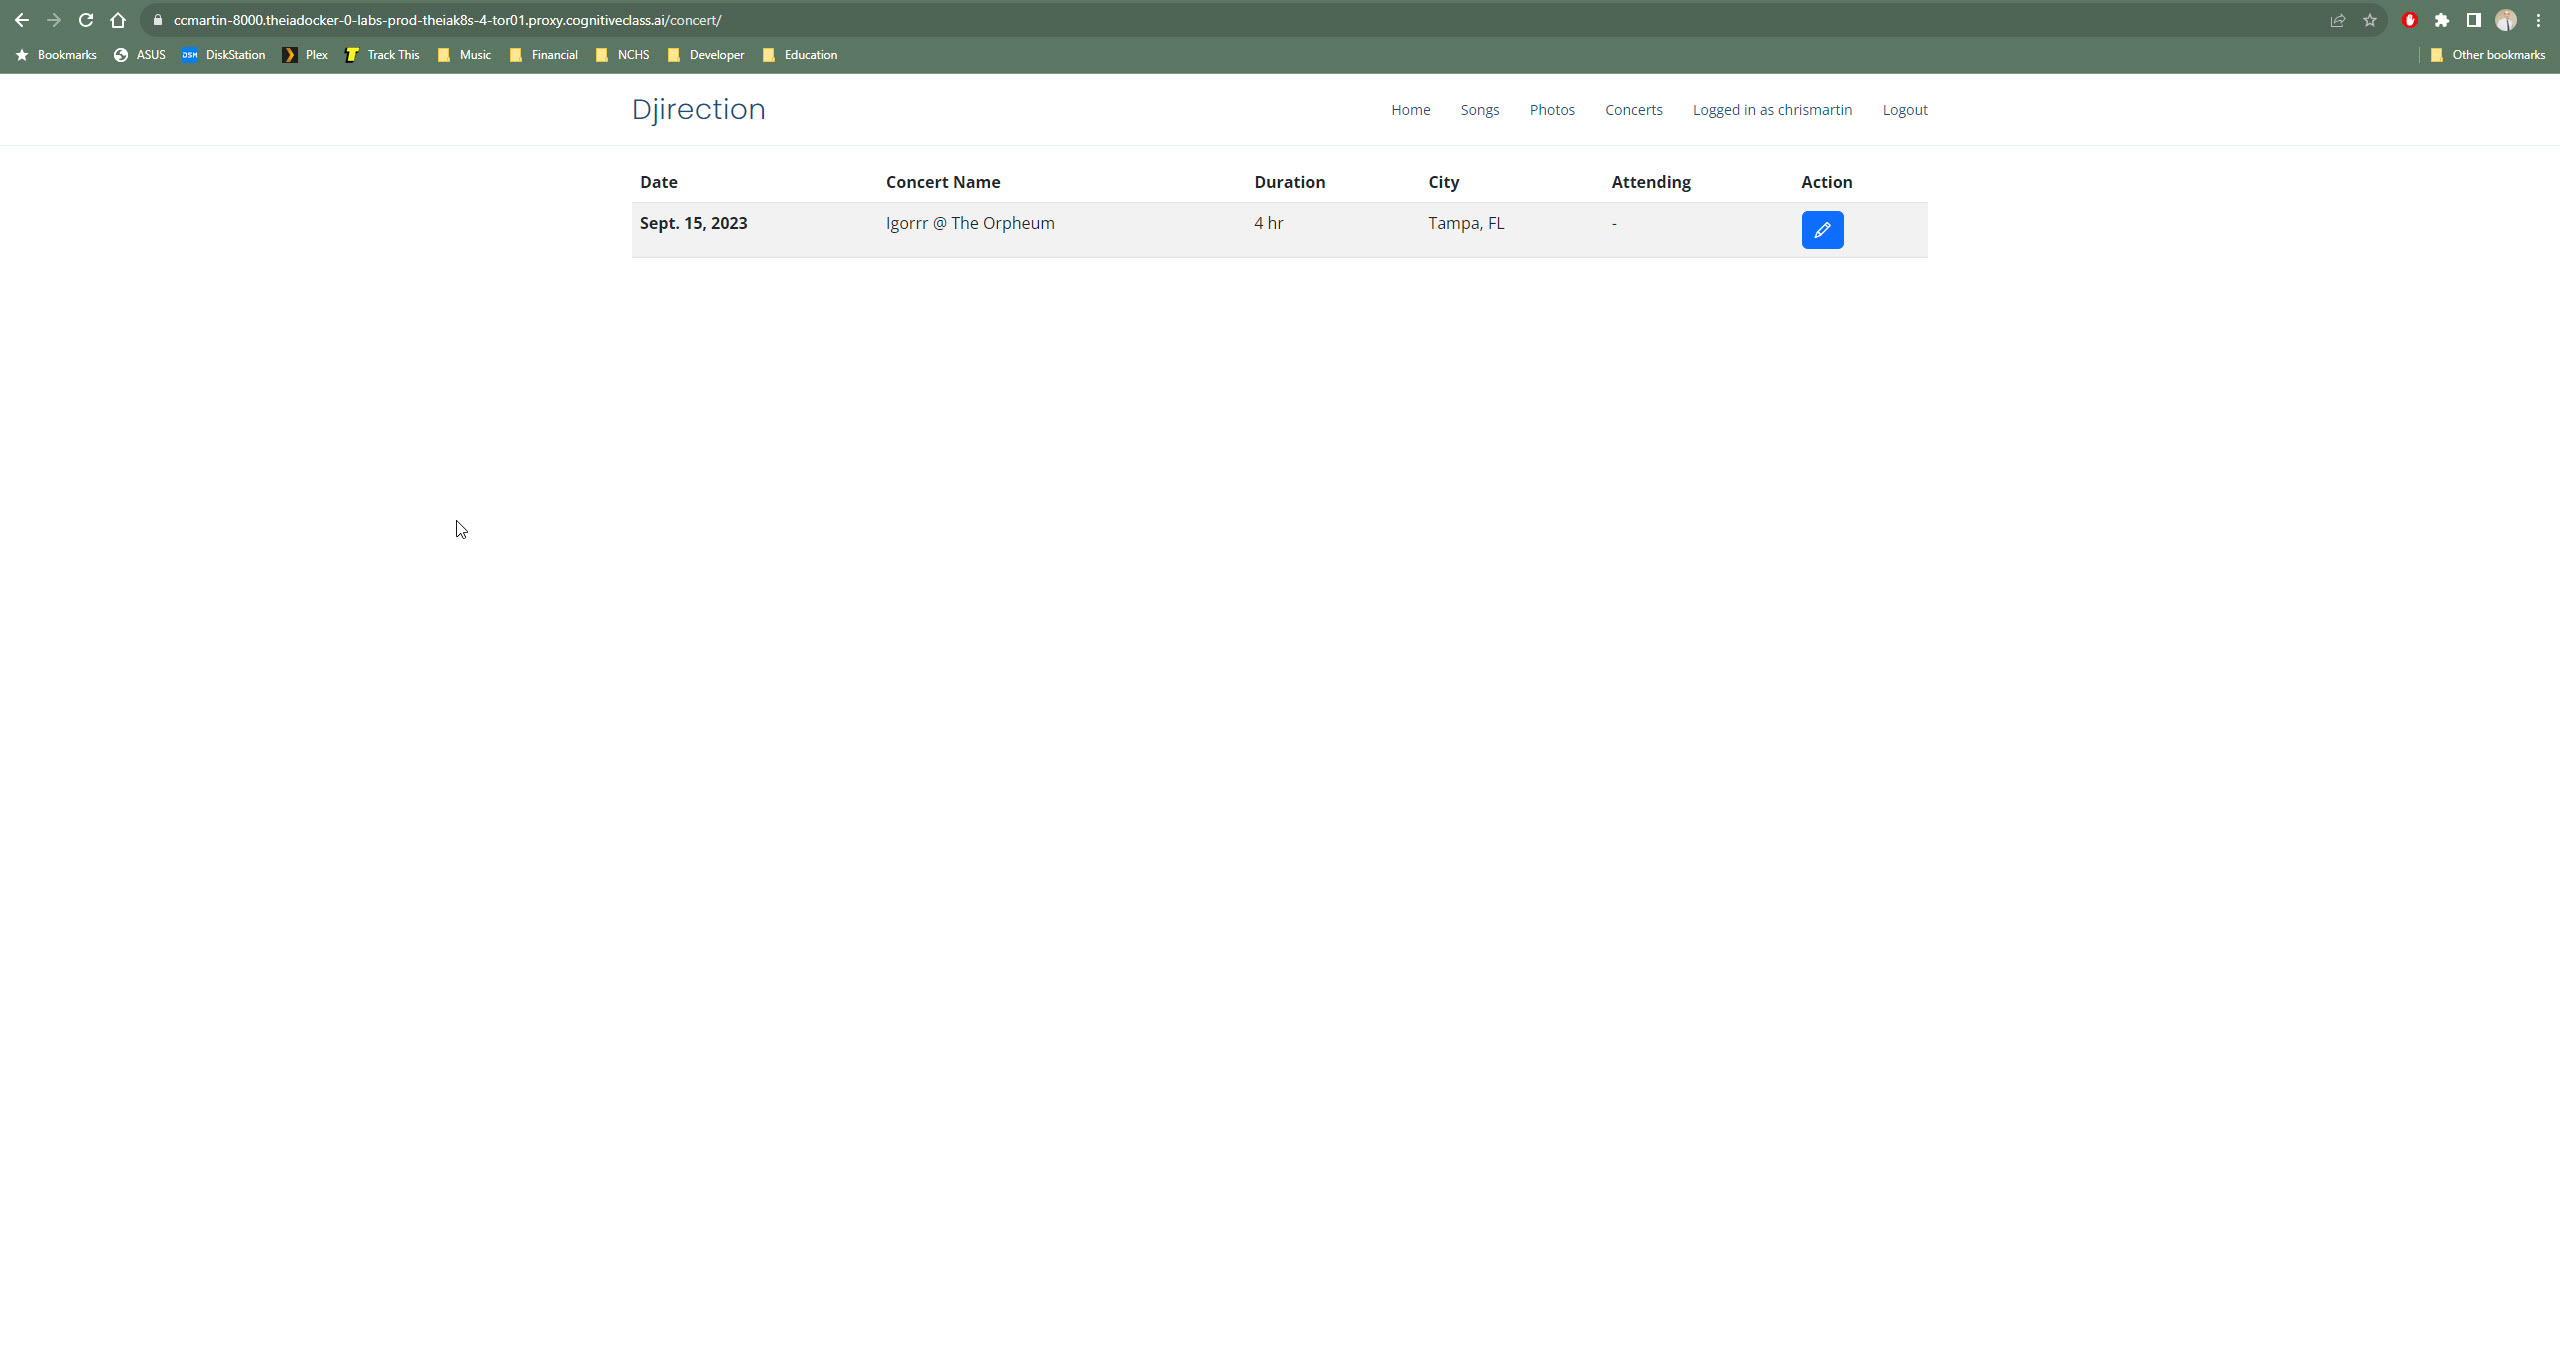 ccmartin-8000.theiadocker-0-labs-prod-theiak8s-4-tor01.proxy.cognitiveclass.ai/concert/
Bookmarks ASUS DSM DiskStation Plex Track This Music Financial NCHS Developer Education Other bookmarks
Djirection Home Songs Photos Concerts Logged in as chrismartin Logout
Date Concert Name Duration City Attending Action
Sept. 15, 2023 Igorrr @ The Orpheum 4 hr Tampa, FL -